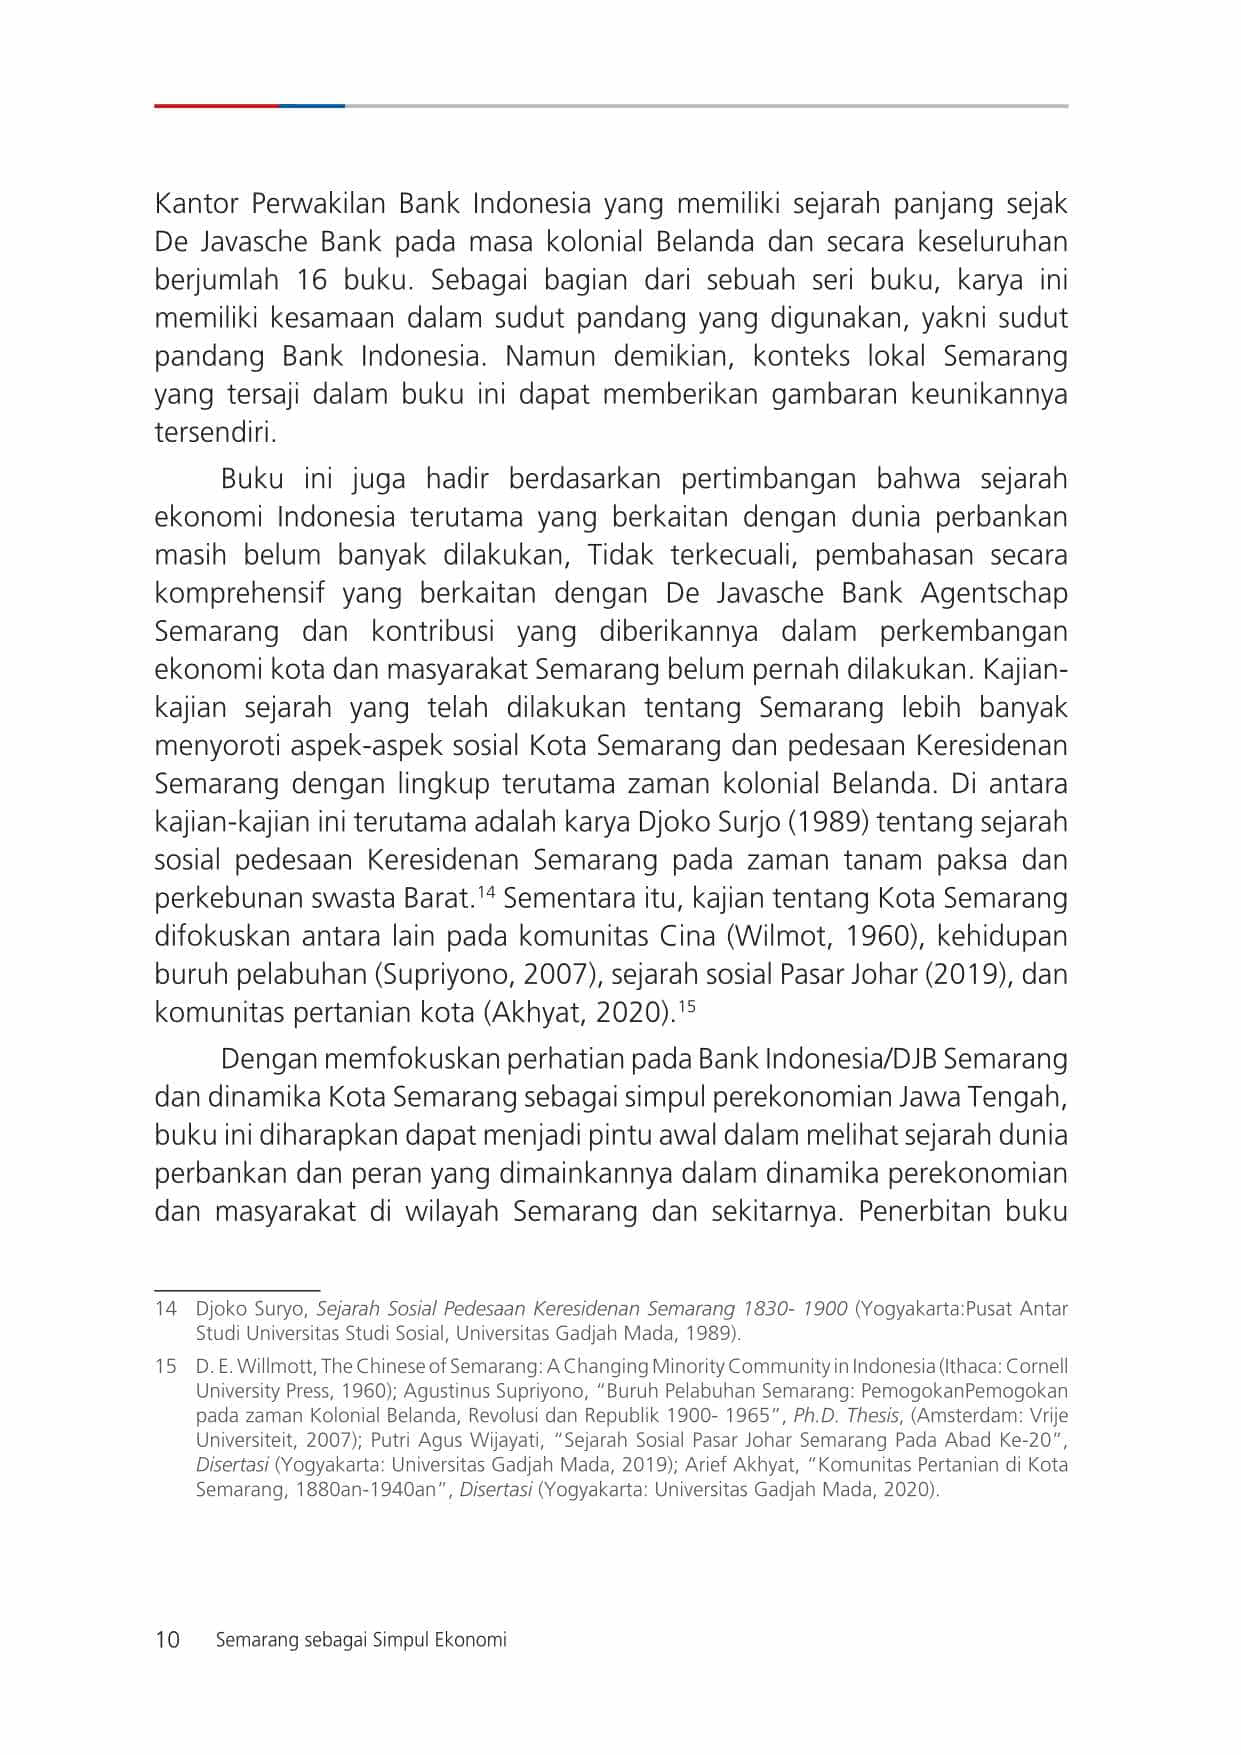 Kantor Perwakilan Bank Indonesia yang memiliki sejarah panjang sejak
De Javasche Bank pada masa kolonial Belanda dan secara keseluruhan
berjumlah 16 buku. Sebagai bagian dari sebuah seri buku, karya ini
memiliki kesamaan dalam sudut pandang yang digunakan, yakni sudut
pandang Bank Indonesia. Namun demikian, konteks lokal Semarang
yang tersaji dalam buku ini dapat memberikan gambaran keunikannya
tersendiri.
Buku ini juga hadir berdasarkan pertimbangan bahwa sejarah
ekonomi Indonesia terutama yang berkaitan dengan dunia perbankan
masih belum banyak dilakukan, Tidak terkecuali, pembahasan secara
komprehensif yang berkaitan dengan De Javasche Bank Agentschap
Semarang dan kontribusi yang diberikannya dalam perkembangan
ekonomi kota dan masyarakat Semarang belum pernah dilakukan. Kajian-
kajian sejarah yang telah dilakukan tentang Semarang lebih banyak
menyoroti aspek-aspek sosial Kota Semarang dan pedesaan Keresidenan
Semarang dengan lingkup terutama zaman kolonial Belanda. Di antara
kajian-kajian ini terutama adalah karya Djoko Surjo (1989) tentang sejarah
sosial pedesaan Keresidenan Semarang pada zaman tanam paksa dan
perkebunan swasta Barat.14 Sementara itu, kajian tentang Kota Semarang
difokuskan antara lain pada komunitas Cina (Wilmot, 1960), kehidupan
buruh pelabuhan (Supriyono, 2007), sejarah sosial Pasar Johar (2019), dan
komunitas pertanian kota (Akhyat, 2020).15
Dengan memfokuskan perhatian pada Bank Indonesia/DJB Semarang
dan dinamika Kota Semarang sebagai simpul perekonomian Jawa Tengah,
buku ini diharapkan dapat menjadi pintu awal dalam melihat sejarah dunia
perbankan dan peran yang dimainkannya dalam dinamika perekonomian
dan masyarakat di wilayah Semarang dan sekitarnya. Penerbitan buku
14 Djoko Suryo, Sejarah Sosial Pedesaan Keresidenan Semarang 1830- 1900 (Yogyakarta:Pusat Antar
Studi Universitas Studi Sosial, Universitas Gadjah Mada, 1989).
15 D. E. Willmott, The Chinese of Semarang: A Changing Minority Community in Indonesia (Ithaca: Cornell
University Press, 1960); Agustinus Supriyono, “Buruh Pelabuhan Semarang: PemogokanPemogokan
pada zaman Kolonial Belanda, Revolusi dan Republik 1900- 1965”, Ph.D. Thesis, (Amsterdam: Vrije
Universiteit, 2007); Putri Agus Wijayati, “Sejarah Sosial Pasar Johar Semarang Pada Abad Ke-20”,
Disertasi (Yogyakarta: Universitas Gadjah Mada, 2019); Arief Akhyat, “Komunitas Pertanian di Kota
Semarang, 1880an-1940an”, Disertasi (Yogyakarta: Universitas Gadjah Mada, 2020).
10 Semarang sebagai Simpul Ekonomi